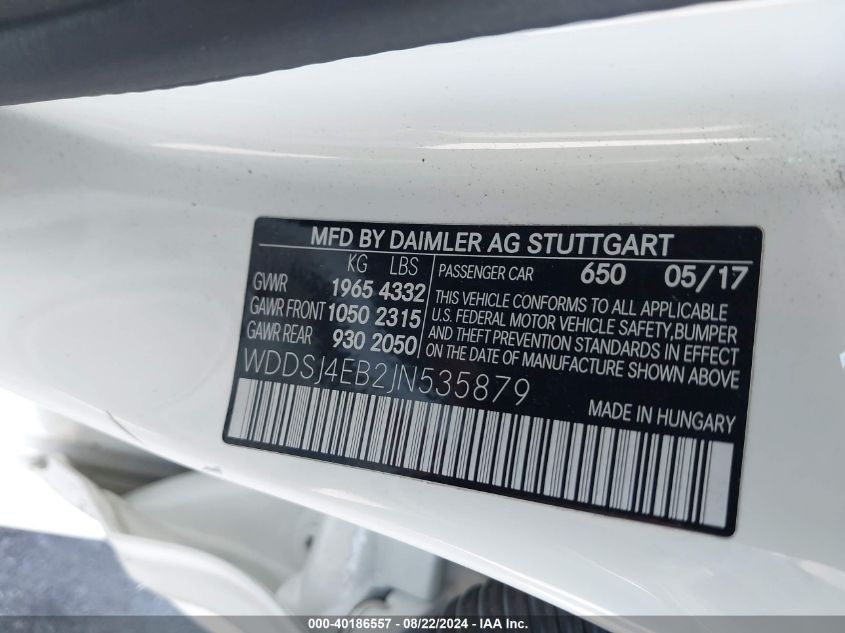 MFD BY DAIMLER AG STUTTGART
KG LBS
GVWR 1965 4332
GAWR FRONT 1050 2315
GAWR REAR 930 2050
PASSENGER CAR 650 05/17
THIS VEHICLE CONFORMS TO ALL APPLICABLE
U.S. FEDERAL MOTOR VEHICLE SAFETY,BUMPER
AND THEFT PREVENTION STANDARDS IN EFFECT
ON THE DATE OF MANUFACTURE SHOWN ABOVE
WDDSJ4EB2JN535879
MADE IN HUNGARY
000-40186557 - 08/22/2024 - IAAI.COM